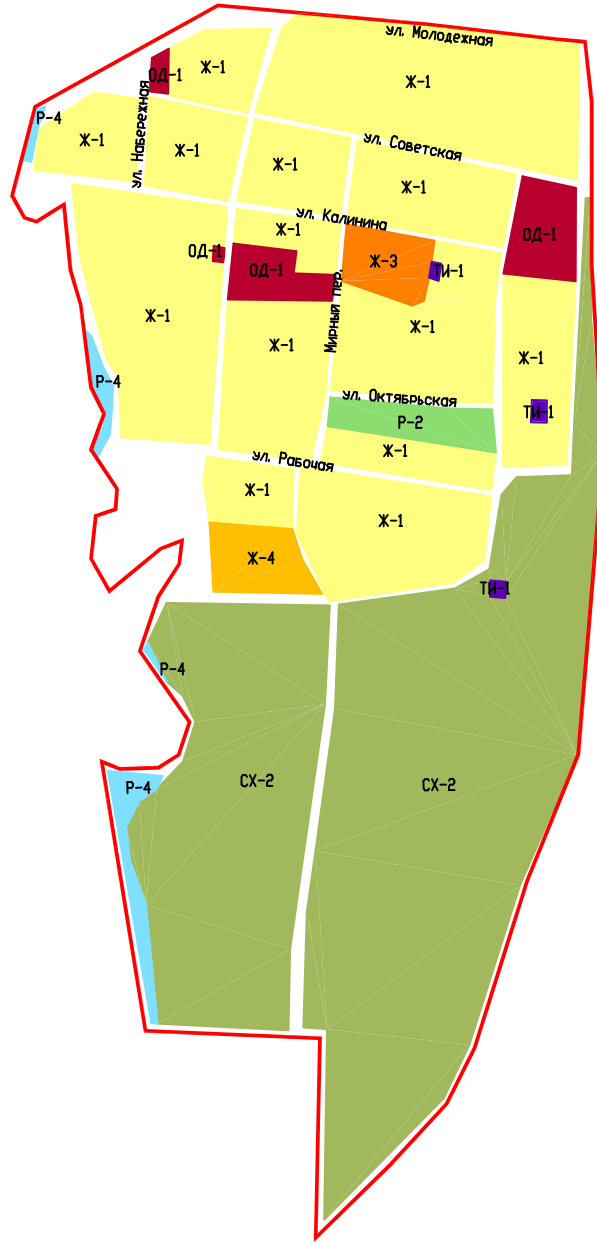 ул. Молодежная
Ж-1
ОД-1
Ж-1
Р-4
ул. Набережная
Ж-1
Ж-1
Ж-1
ул. Советская
Ж-1
ул. Калинина
Ж-1
ОД-1
ОД-1
ОД-1
Ж-3
ТИ-1
Мирный пер.
Ж-1
Ж-1
Ж-1
Ж-1
Р-4
ул. Октябрьская
ТИ-1
Р-2
Ж-1
ул. Рабочая
Ж-1
Ж-1
Ж-4
ТИ-1
Р-4
СХ-2
СХ-2
Р-4